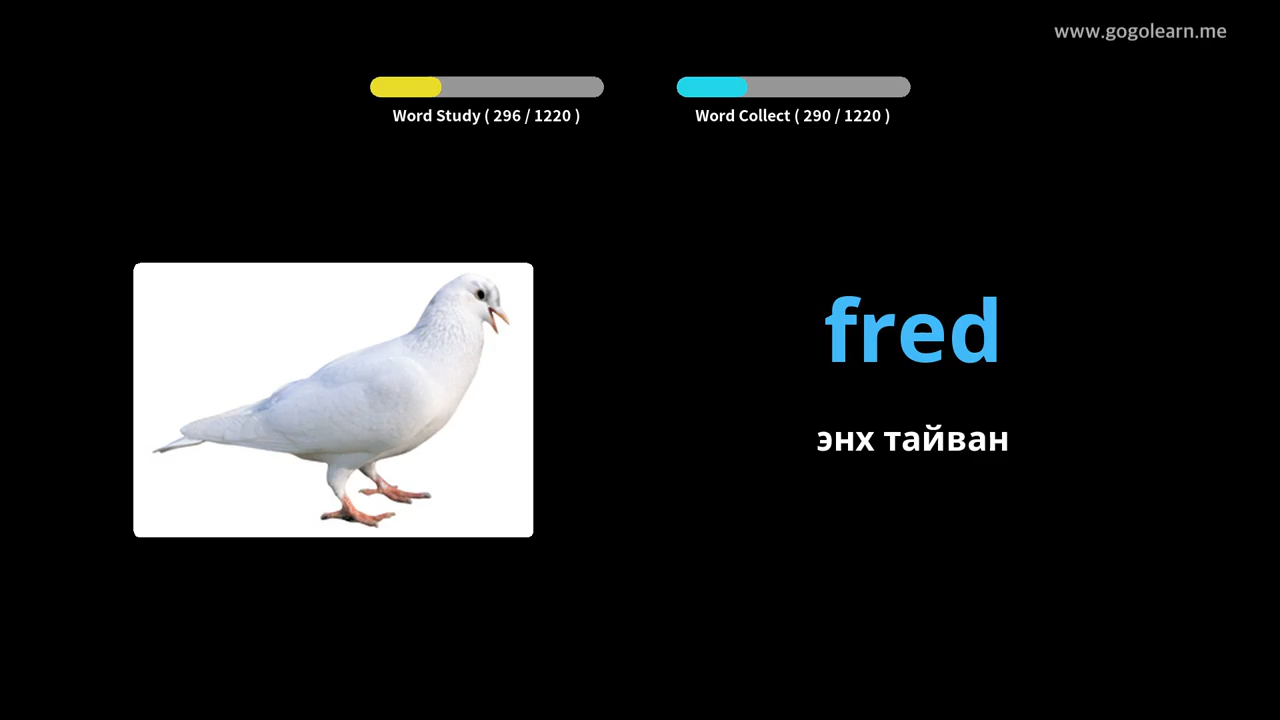 www.gogolearn.me
Word Study ( 296 / 1220 )
Word Collect ( 290 / 1220 )
fred
энх тайван